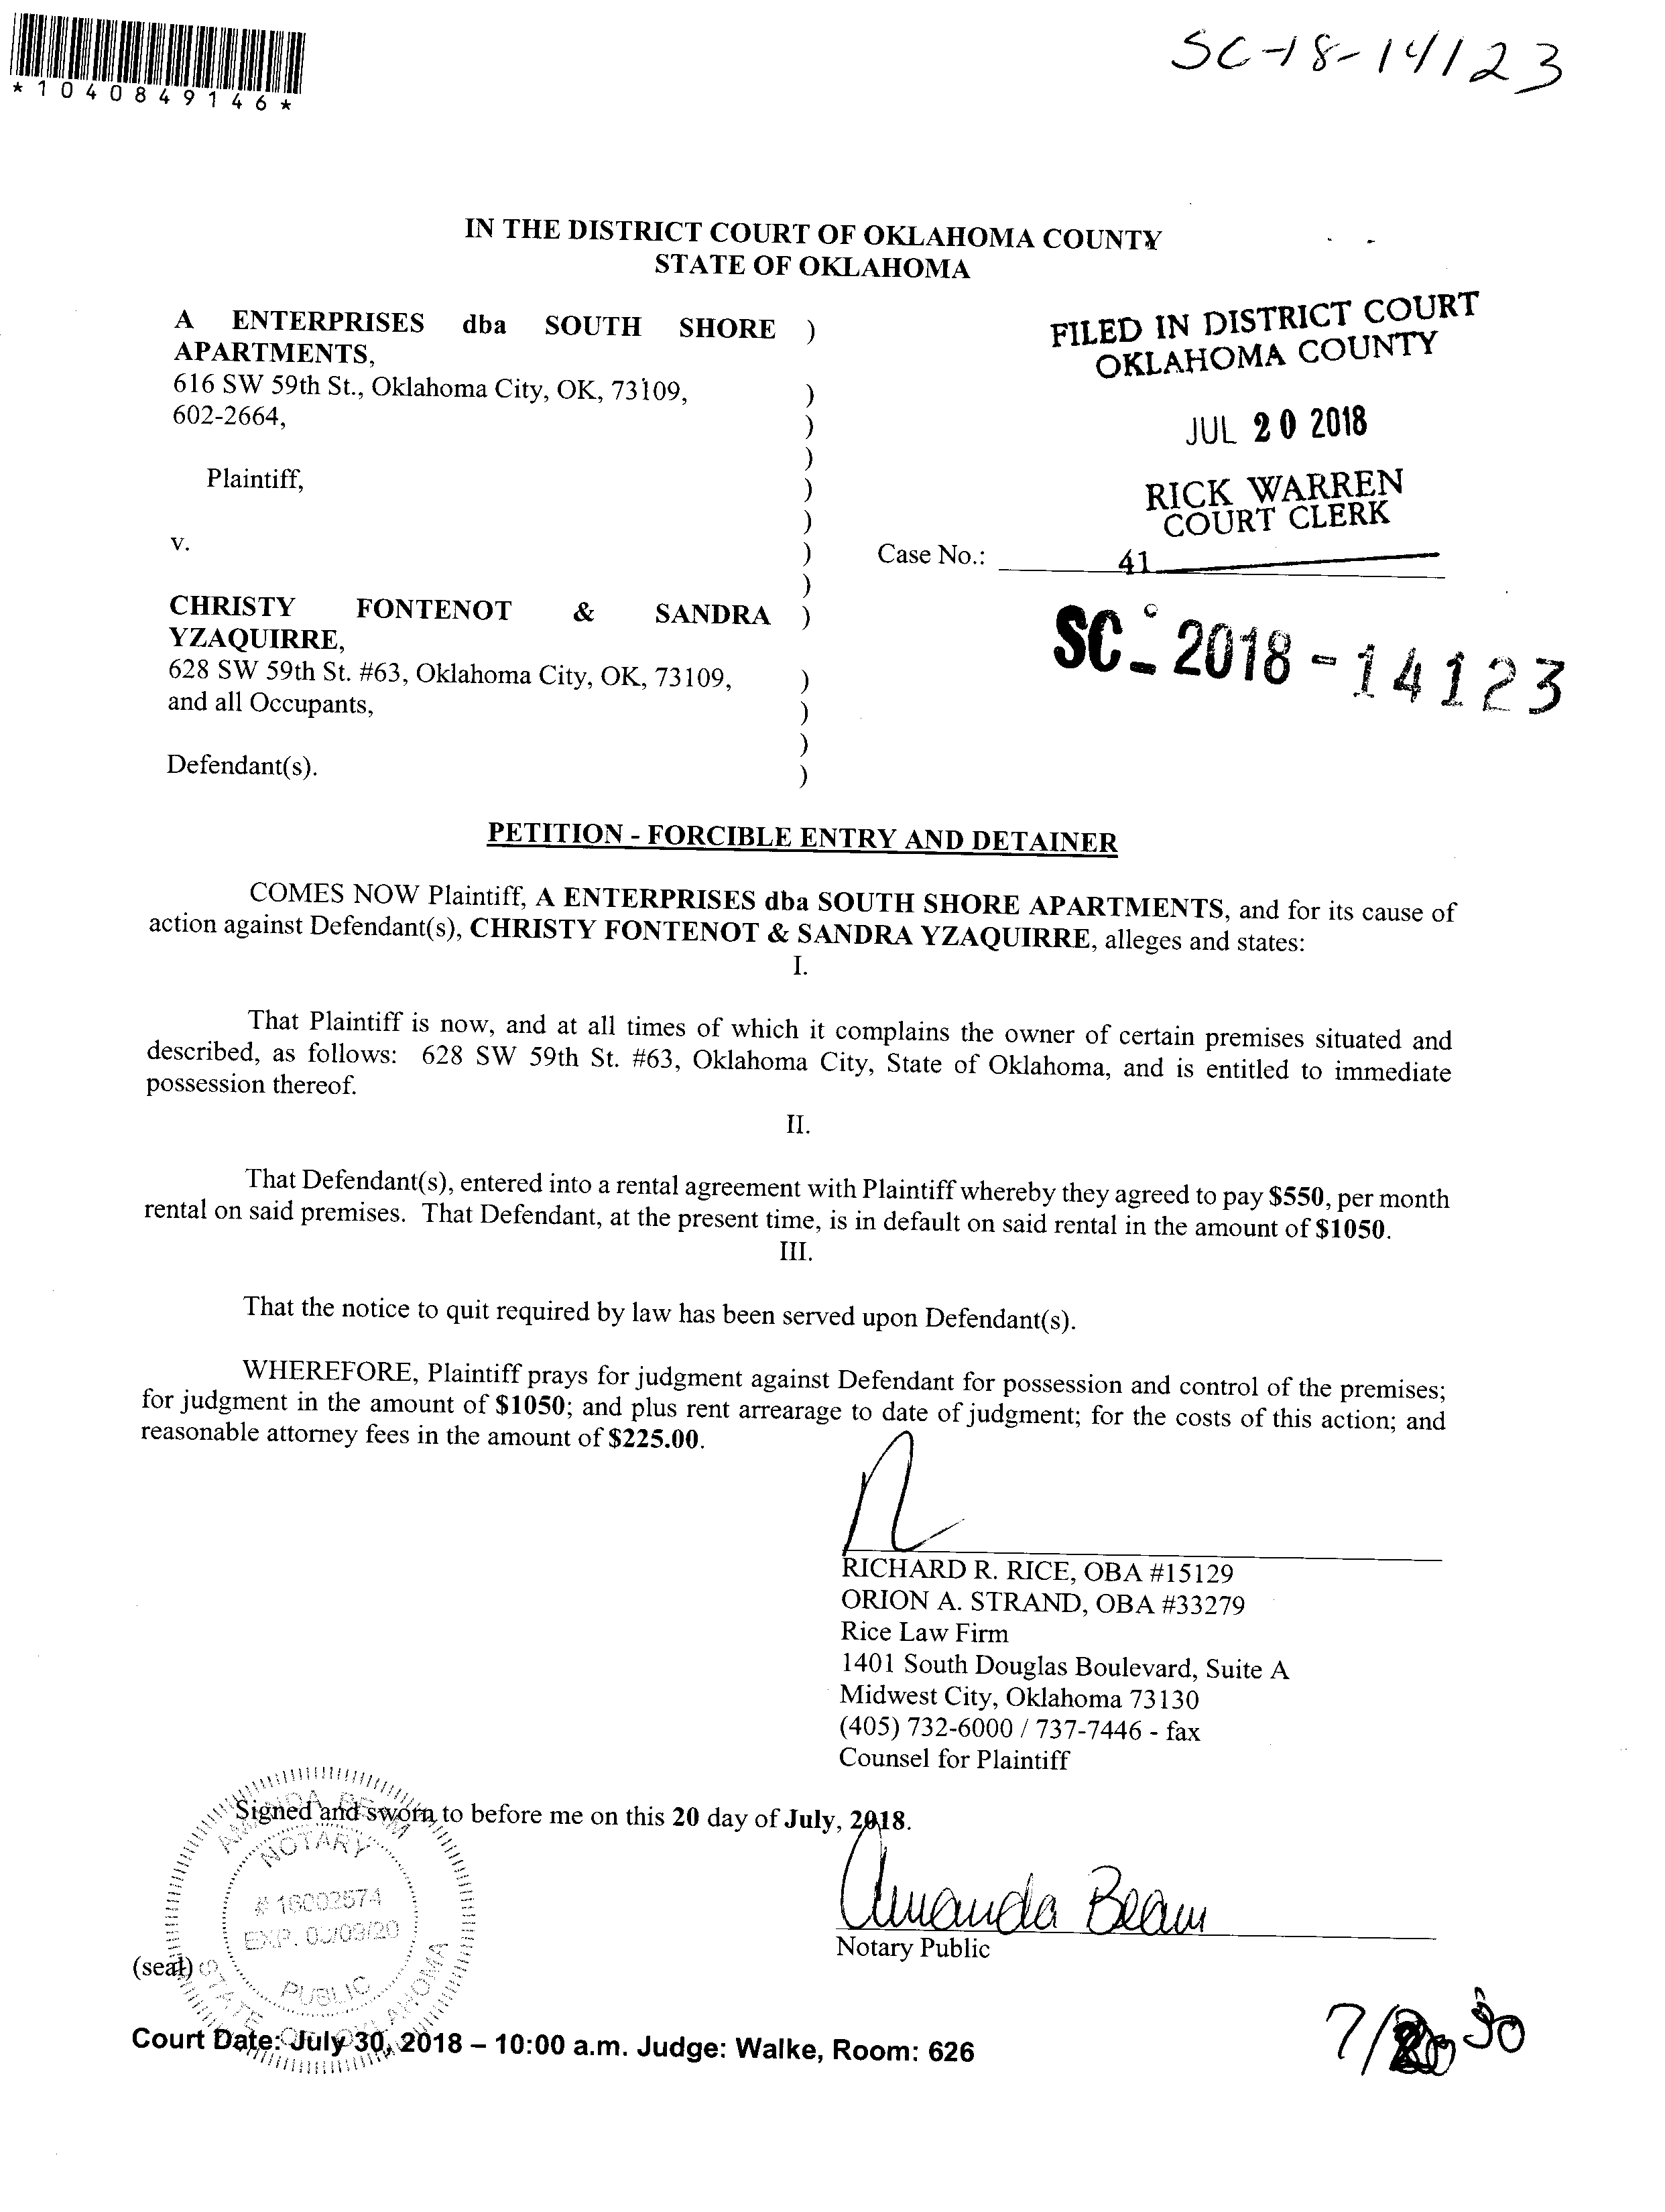 SC-18-14123
*1040849146*
IN THE DISTRICT COURT OF OKLAHOMA COUNTY
STATE OF OKLAHOMA
A ENTERPRISES dba SOUTH SHORE )
APARTMENTS,
616 SW 59th St., Oklahoma City, OK, 73109, )
602-2664, )
)
Plaintiff, )
)
v. )
)
CHRISTY FONTENOT & SANDRA )
YZAQUIRRE,
628 SW 59th St. #63, Oklahoma City, OK, 73109, )
and all Occupants, )
)
Defendant(s). )
FILED IN DISTRICT COURT
OKLAHOMA COUNTY
JUL 20 2018
RICK WARREN
COURT CLERK
Case No.: 41
SC-2018-14123
PETITION - FORCIBLE ENTRY AND DETAINER
COMES NOW Plaintiff, A ENTERPRISES dba SOUTH SHORE APARTMENTS, and for its cause of
action against Defendant(s), CHRISTY FONTENOT & SANDRA YZAQUIRRE, alleges and states:
I.
That Plaintiff is now, and at all times of which it complains the owner of certain premises situated and
described, as follows: 628 SW 59th St. #63, Oklahoma City, State of Oklahoma, and is entitled to immediate
possession thereof.
II.
That Defendant(s), entered into a rental agreement with Plaintiff whereby they agreed to pay $550, per month
rental on said premises. That Defendant, at the present time, is in default on said rental in the amount of $1050.
III.
That the notice to quit required by law has been served upon Defendant(s).
WHEREFORE, Plaintiff prays for judgment against Defendant for possession and control of the premises;
for judgment in the amount of $1050; and plus rent arrearage to date of judgment; for the costs of this action; and
reasonable attorney fees in the amount of $225.00.
RICHARD R. RICE, OBA #15129
ORION A. STRAND, OBA #33279
Rice Law Firm
1401 South Douglas Boulevard, Suite A
Midwest City, Oklahoma 73130
(405) 732-6000 / 737-7446 - fax
Counsel for Plaintiff
Signed and sworn to before me on this 20 day of July, 2018.
Amanda Beam
Notary Public
AMANDA BEAM
NOTARY
# 16002574
EXP.
PUBLIC
STATE OF OKLAHOMA
(seal)
Court Date: July 30, 2018 – 10:00 a.m. Judge: Walke, Room: 626
7/ 30